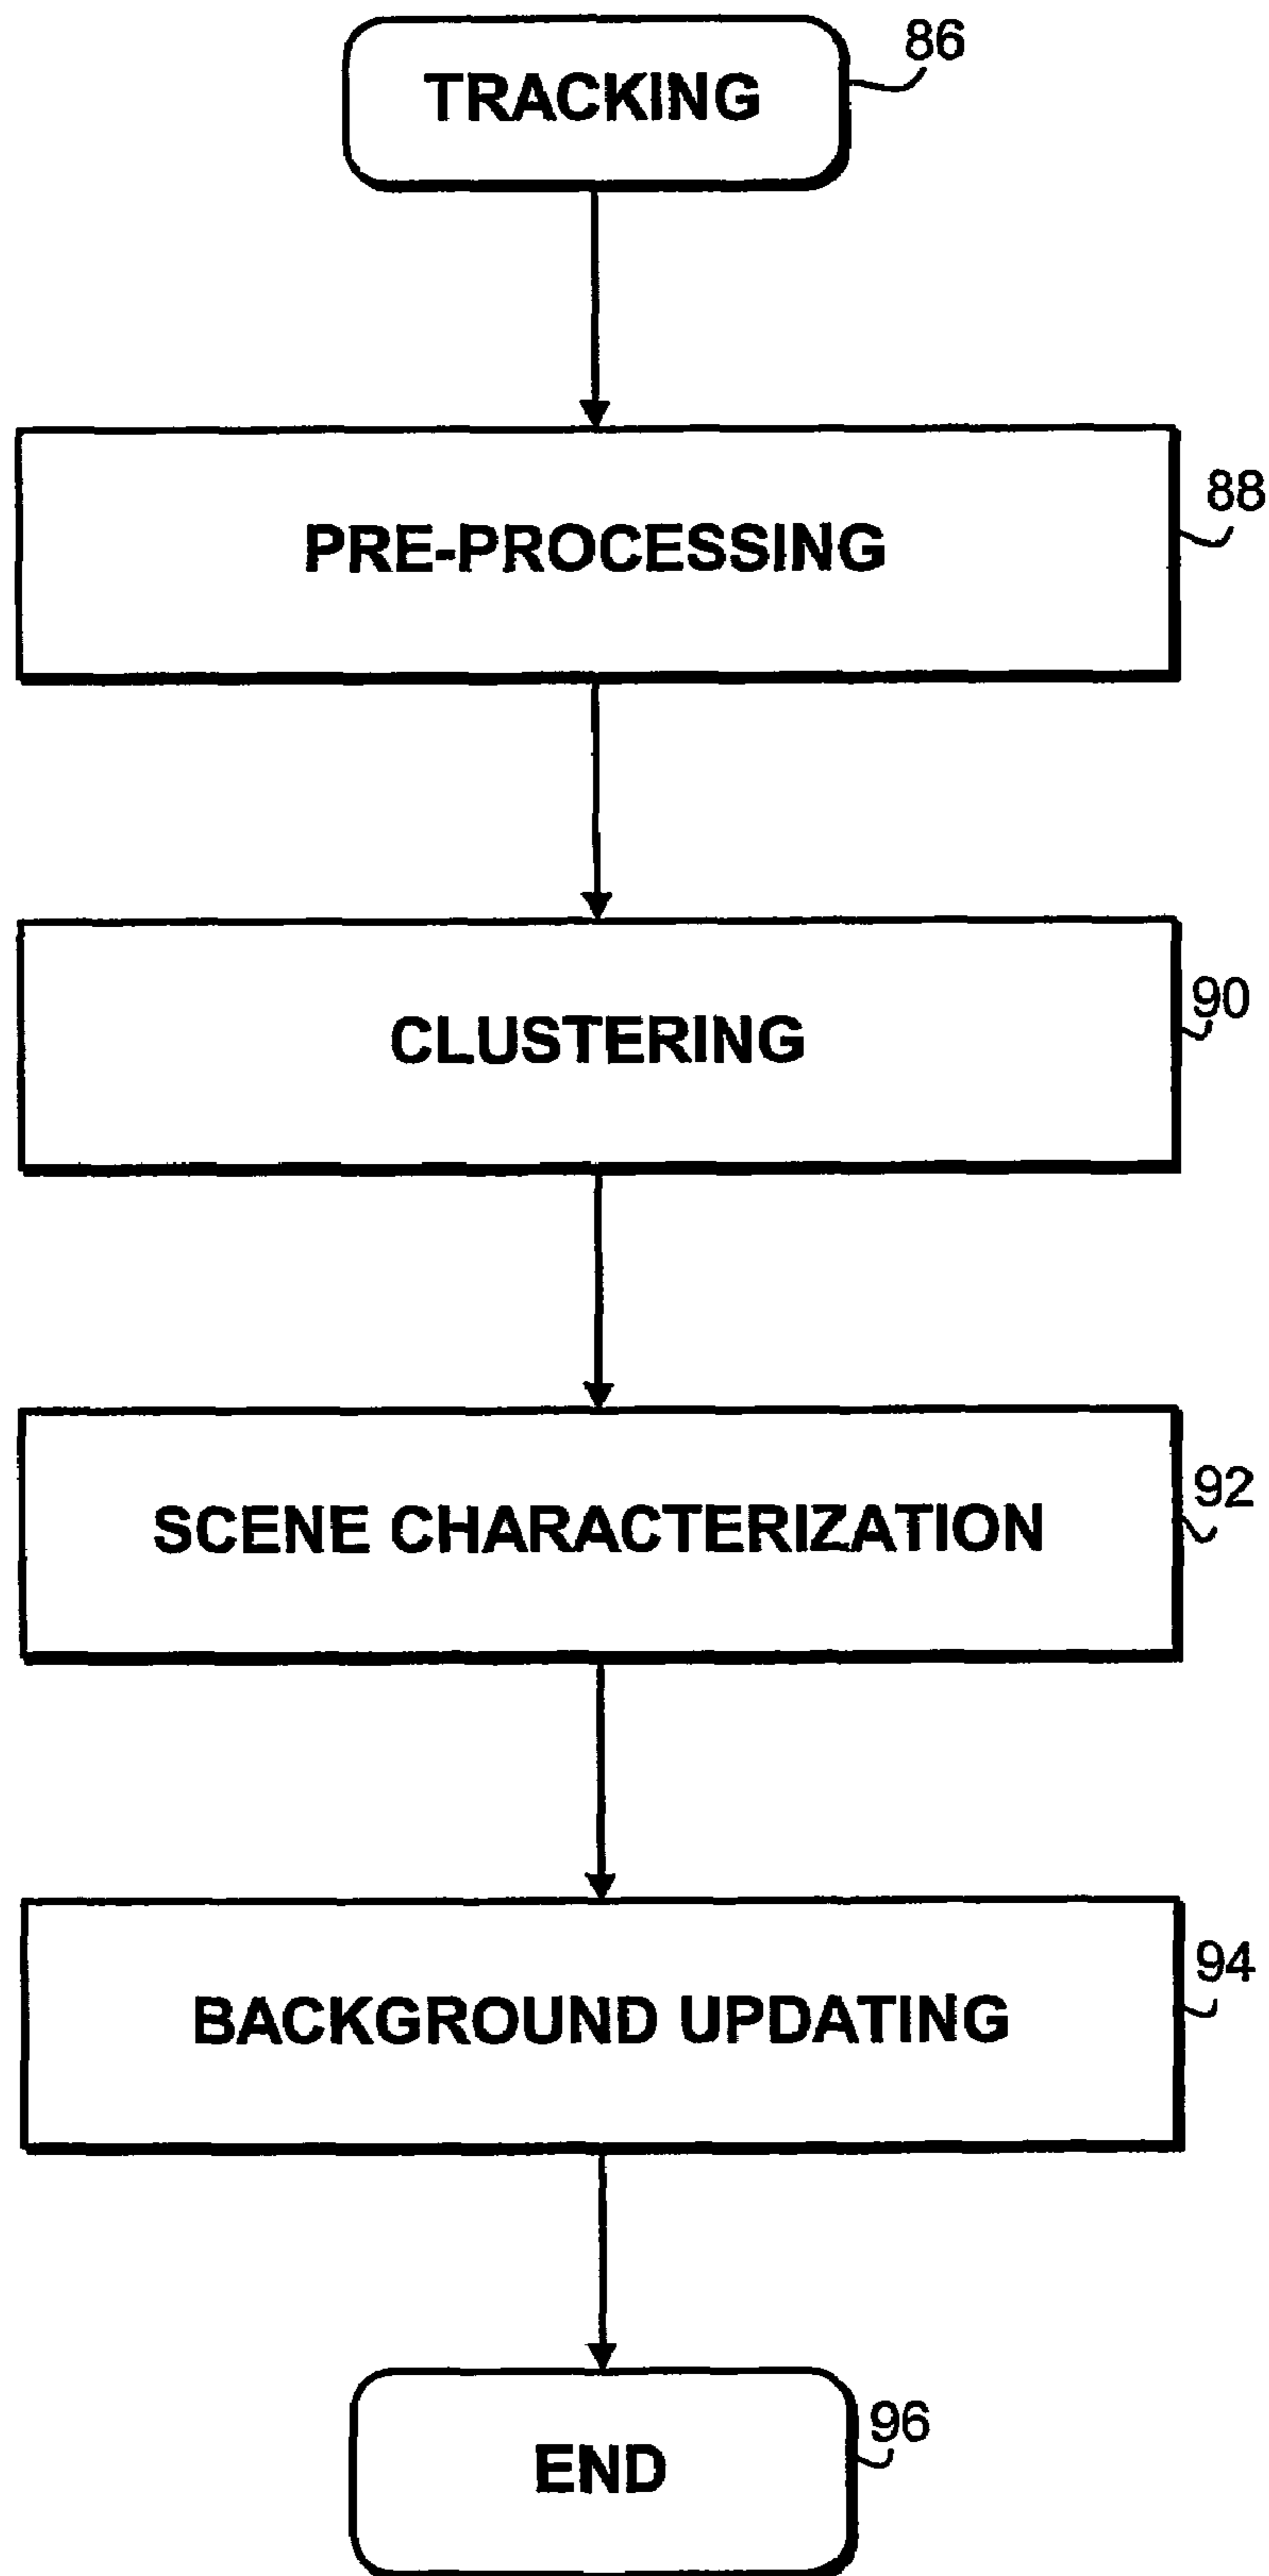 86
TRACKING
88
PRE-PROCESSING
90
CLUSTERING
92
SCENE CHARACTERIZATION
94
BACKGROUND UPDATING
96
END